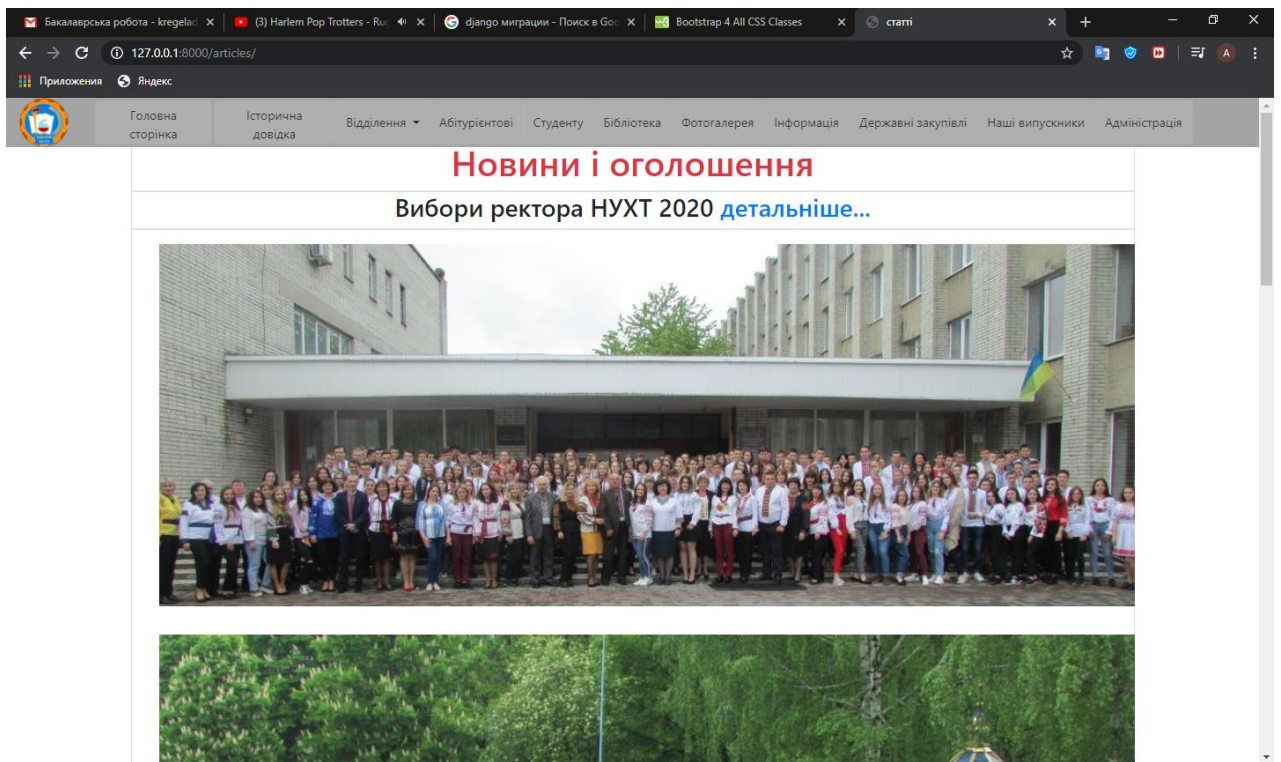 Бакалаврська робота - kregelad
(3) Harlem Pop Trotters - Rug
django миграции - Поиск в Goo
Bootstrap 4 All CSS Classes
статті
127.0.0.1:8000/articles/
A
Приложения
Яндекс
Головна
сторінка
Історична
довідка
Відділення
Абітурієнтові
Студенту
Бібліотека
Фотогалерея
Інформація
Державні закупівлі
Наші випускники
Адміністрація
Новини і оголошення
Вибори ректора НУХТ 2020 детальніше...